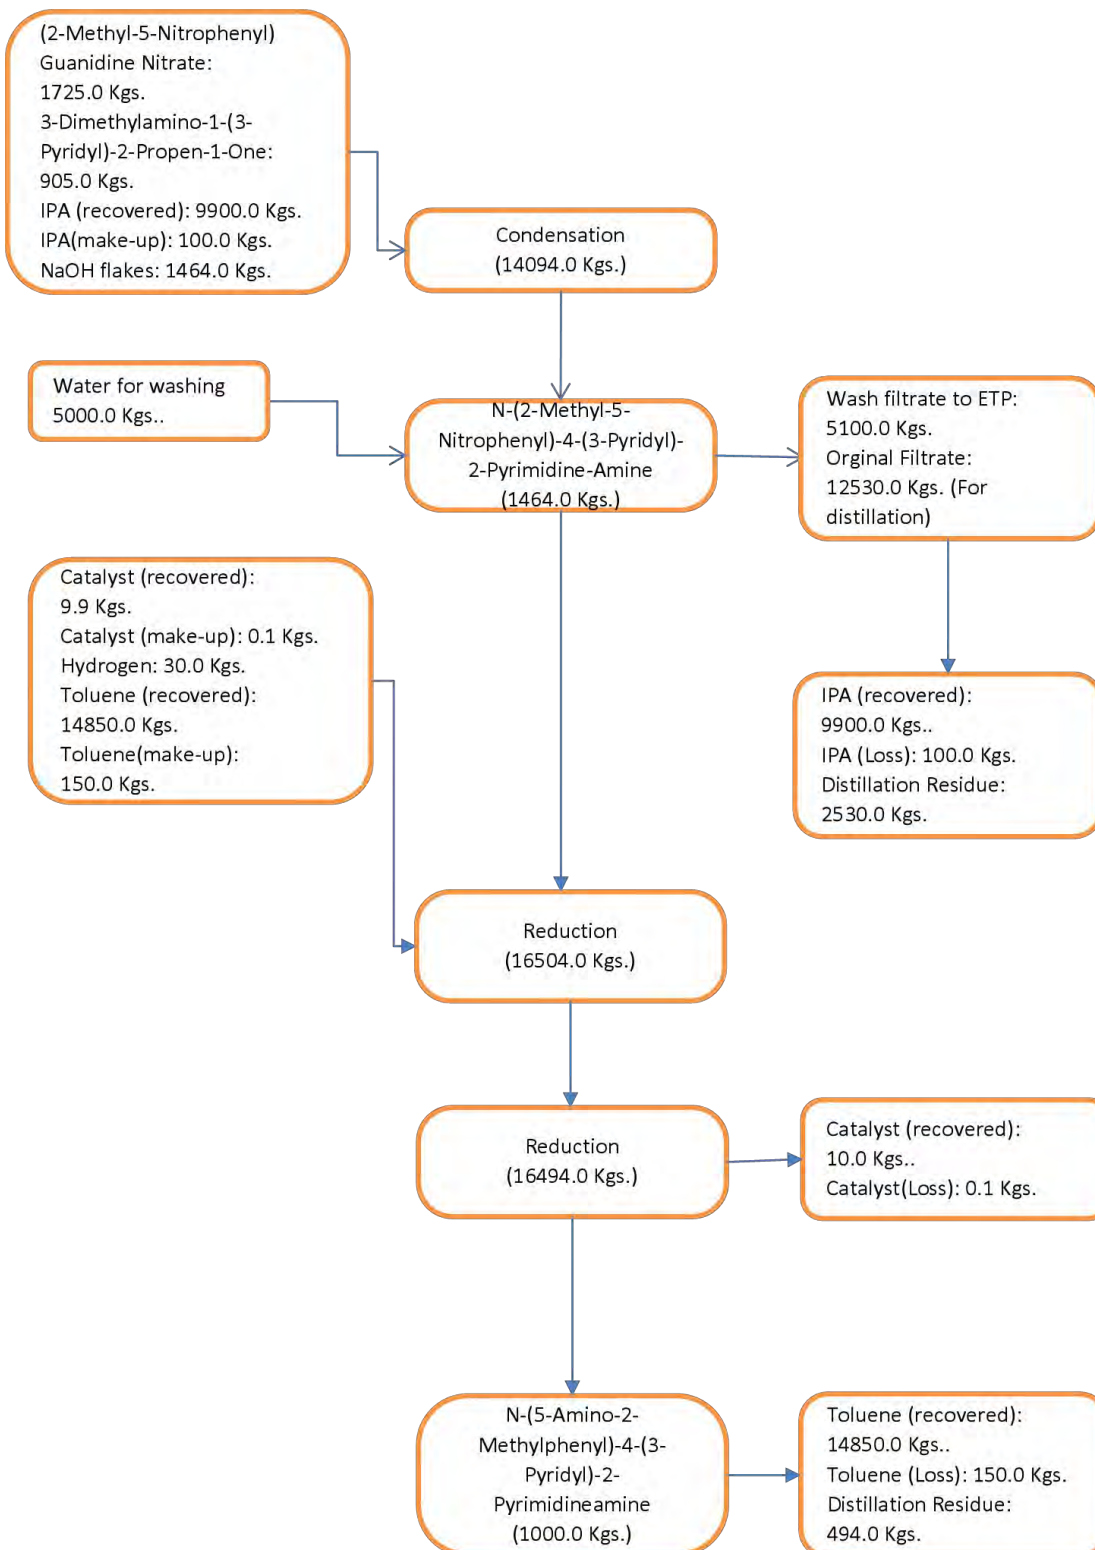 (2-Methyl-5-Nitrophenyl)
Guanidine Nitrate:
1725.0 Kgs.
3-Dimethylamino-1-(3-
Pyridyl)-2-Propen-1-One:
905.0 Kgs.
IPA (recovered): 9900.0 Kgs.
IPA(make-up): 100.0 Kgs.
NaOH flakes: 1464.0 Kgs.
Condensation
(14094.0 Kgs.)
Water for washing
5000.0 Kgs..
N-(2-Methyl-5-
Nitrophenyl)-4-(3-Pyridyl)-
2-Pyrimidine-Amine
(1464.0 Kgs.)
Wash filtrate to ETP:
5100.0 Kgs.
Orginal Filtrate:
12530.0 Kgs. (For
distillation)
Catalyst (recovered):
9.9 Kgs.
Catalyst (make-up): 0.1 Kgs.
Hydrogen: 30.0 Kgs.
Toluene (recovered):
14850.0 Kgs.
Toluene(make-up):
150.0 Kgs.
IPA (recovered):
9900.0 Kgs..
IPA (Loss): 100.0 Kgs.
Distillation Residue:
2530.0 Kgs.
Reduction
(16504.0 Kgs.)
Reduction
(16494.0 Kgs.)
Catalyst (recovered):
10.0 Kgs..
Catalyst(Loss): 0.1 Kgs.
N-(5-Amino-2-
Methylphenyl)-4-(3-
Pyridyl)-2-
Pyrimidineamine
(1000.0 Kgs.)
Toluene (recovered):
14850.0 Kgs..
Toluene (Loss): 150.0 Kgs.
Distillation Residue:
494.0 Kgs.